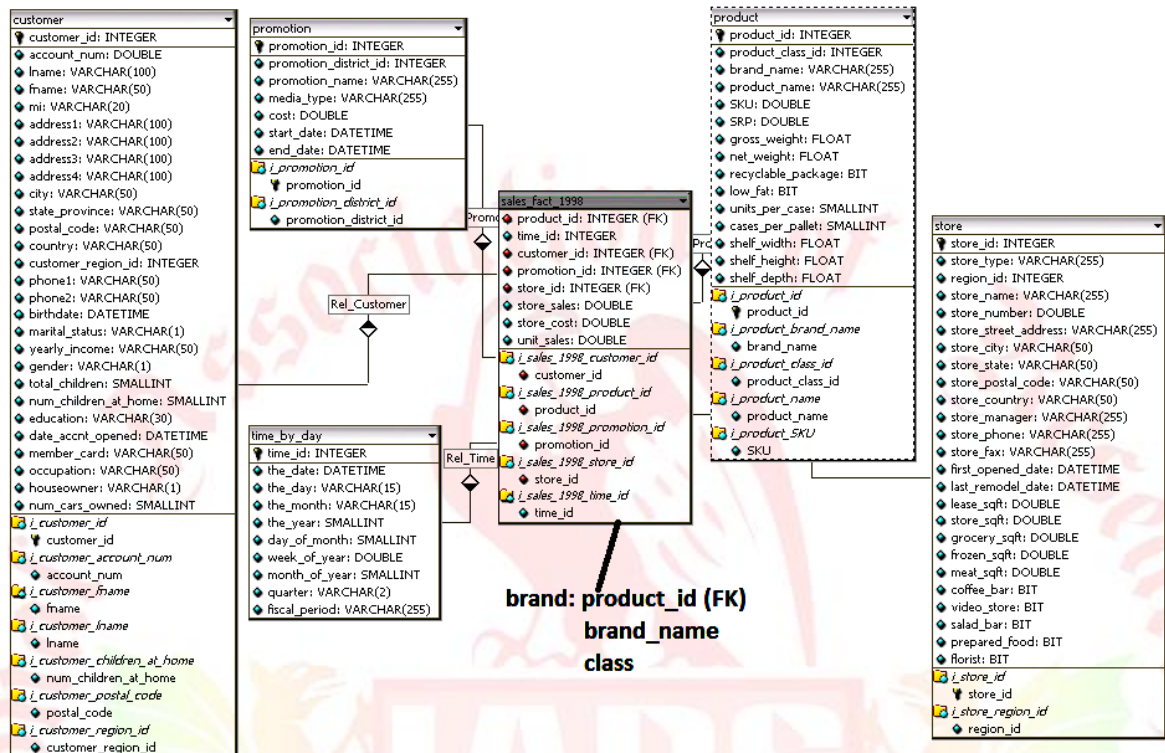 customer
customer_id: INTEGER
account_num: DOUBLE
lname: VARCHAR(100)
fname: VARCHAR(50)
mi: VARCHAR(20)
address1: VARCHAR(100)
address2: VARCHAR(100)
address3: VARCHAR(100)
address4: VARCHAR(100)
city: VARCHAR(50)
state_province: VARCHAR(50)
postal_code: VARCHAR(50)
country: VARCHAR(50)
customer_region_id: INTEGER
phone1: VARCHAR(50)
phone2: VARCHAR(50)
birthdate: DATETIME
marital_status: VARCHAR(1)
yearly_income: VARCHAR(50)
gender: VARCHAR(1)
total_children: SMALLINT
num_children_at_home: SMALLINT
education: VARCHAR(30)
date_accnt_opened: DATETIME
member_card: VARCHAR(50)
occupation: VARCHAR(50)
houseowner: VARCHAR(1)
num_cars_owned: SMALLINT
i_customer_id
customer_id
i_customer_account_num
account_num
i_customer_fname
fname
i_customer_lname
lname
i_customer_children_at_home
num_children_at_home
i_customer_postal_code
postal_code
i_customer_region_id
customer_region_id
promotion
promotion_id: INTEGER
promotion_district_id: INTEGER
promotion_name: VARCHAR(255)
media_type: VARCHAR(255)
cost: DOUBLE
start_date: DATETIME
end_date: DATETIME
i_promotion_id
promotion_id
i_promotion_district_id
promotion_district_id
Promo
Rel_Customer
time_by_day
time_id: INTEGER
the_date: DATETIME
the_day: VARCHAR(15)
the_month: VARCHAR(15)
the_year: SMALLINT
day_of_month: SMALLINT
week_of_year: DOUBLE
month_of_year: SMALLINT
quarter: VARCHAR(2)
fiscal_period: VARCHAR(255)
Rel_Time
sales_fact_1998
product_id: INTEGER (FK)
time_id: INTEGER
customer_id: INTEGER (FK)
promotion_id: INTEGER (FK)
store_id: INTEGER (FK)
store_sales: DOUBLE
store_cost: DOUBLE
unit_sales: DOUBLE
i_sales_1998_customer_id
customer_id
i_sales_1998_product_id
product_id
i_sales_1998_promotion_id
promotion_id
i_sales_1998_store_id
store_id
i_sales_1998_time_id
time_id
brand: product_id (FK)
brand_name
class
Pro
product
product_id: INTEGER
product_class_id: INTEGER
brand_name: VARCHAR(255)
product_name: VARCHAR(255)
SKU: DOUBLE
SRP: DOUBLE
gross_weight: FLOAT
net_weight: FLOAT
recyclable_package: BIT
low_fat: BIT
units_per_case: SMALLINT
cases_per_pallet: SMALLINT
shelf_width: FLOAT
shelf_height: FLOAT
shelf_depth: FLOAT
i_product_id
product_id
i_product_brand_name
brand_name
i_product_class_id
product_class_id
i_product_name
product_name
i_product_SKU
SKU
store
store_id: INTEGER
store_type: VARCHAR(255)
region_id: INTEGER
store_name: VARCHAR(255)
store_number: DOUBLE
store_street_address: VARCHAR(255)
store_city: VARCHAR(50)
store_state: VARCHAR(50)
store_postal_code: VARCHAR(50)
store_country: VARCHAR(50)
store_manager: VARCHAR(255)
store_phone: VARCHAR(255)
store_fax: VARCHAR(255)
first_opened_date: DATETIME
last_remodel_date: DATETIME
lease_sqft: DOUBLE
store_sqft: DOUBLE
grocery_sqft: DOUBLE
frozen_sqft: DOUBLE
meat_sqft: DOUBLE
coffee_bar: BIT
video_store: BIT
salad_bar: BIT
prepared_food: BIT
florist: BIT
i_store_id
store_id
i_store_region_id
region_id